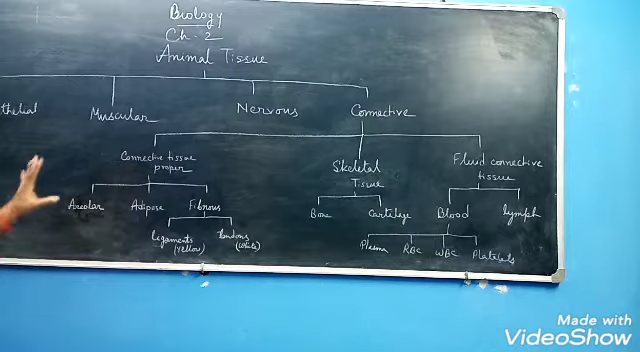 Biology
Ch-2
Animal Tissue
thelial
Muscular
Nervous
Connective
Connective tissue
proper
Skeletal
Tissue
Fluid connective
tissue
Areolar
Adipose
Fibrous
Bone
Cartilage
Blood
Lymph
Ligaments
(Yellow)
Tendons
(White)
Plasma
RBC
WBC
Platelets
Made with
VideoShow